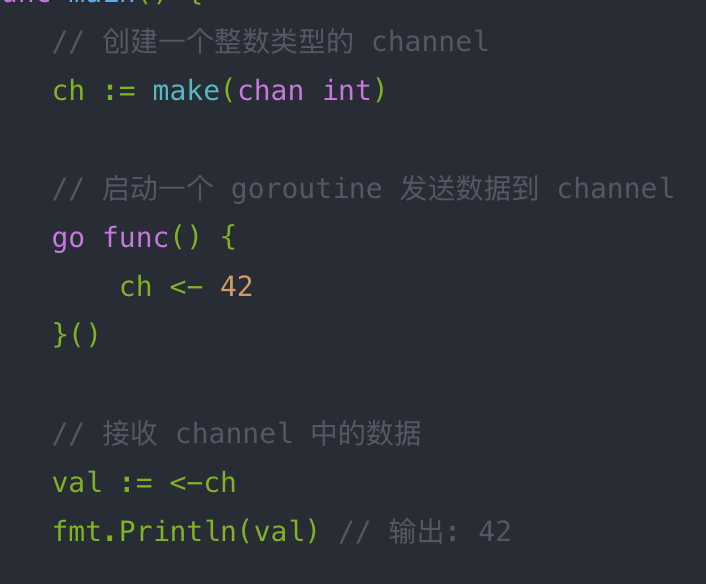 func main() {
// 创建一个整数类型的 channel
ch := make(chan int)
// 启动一个 goroutine 发送数据到 channel
go func() {
ch <- 42
}()
// 接收 channel 中的数据
val := <-ch
fmt.Println(val) // 输出: 42